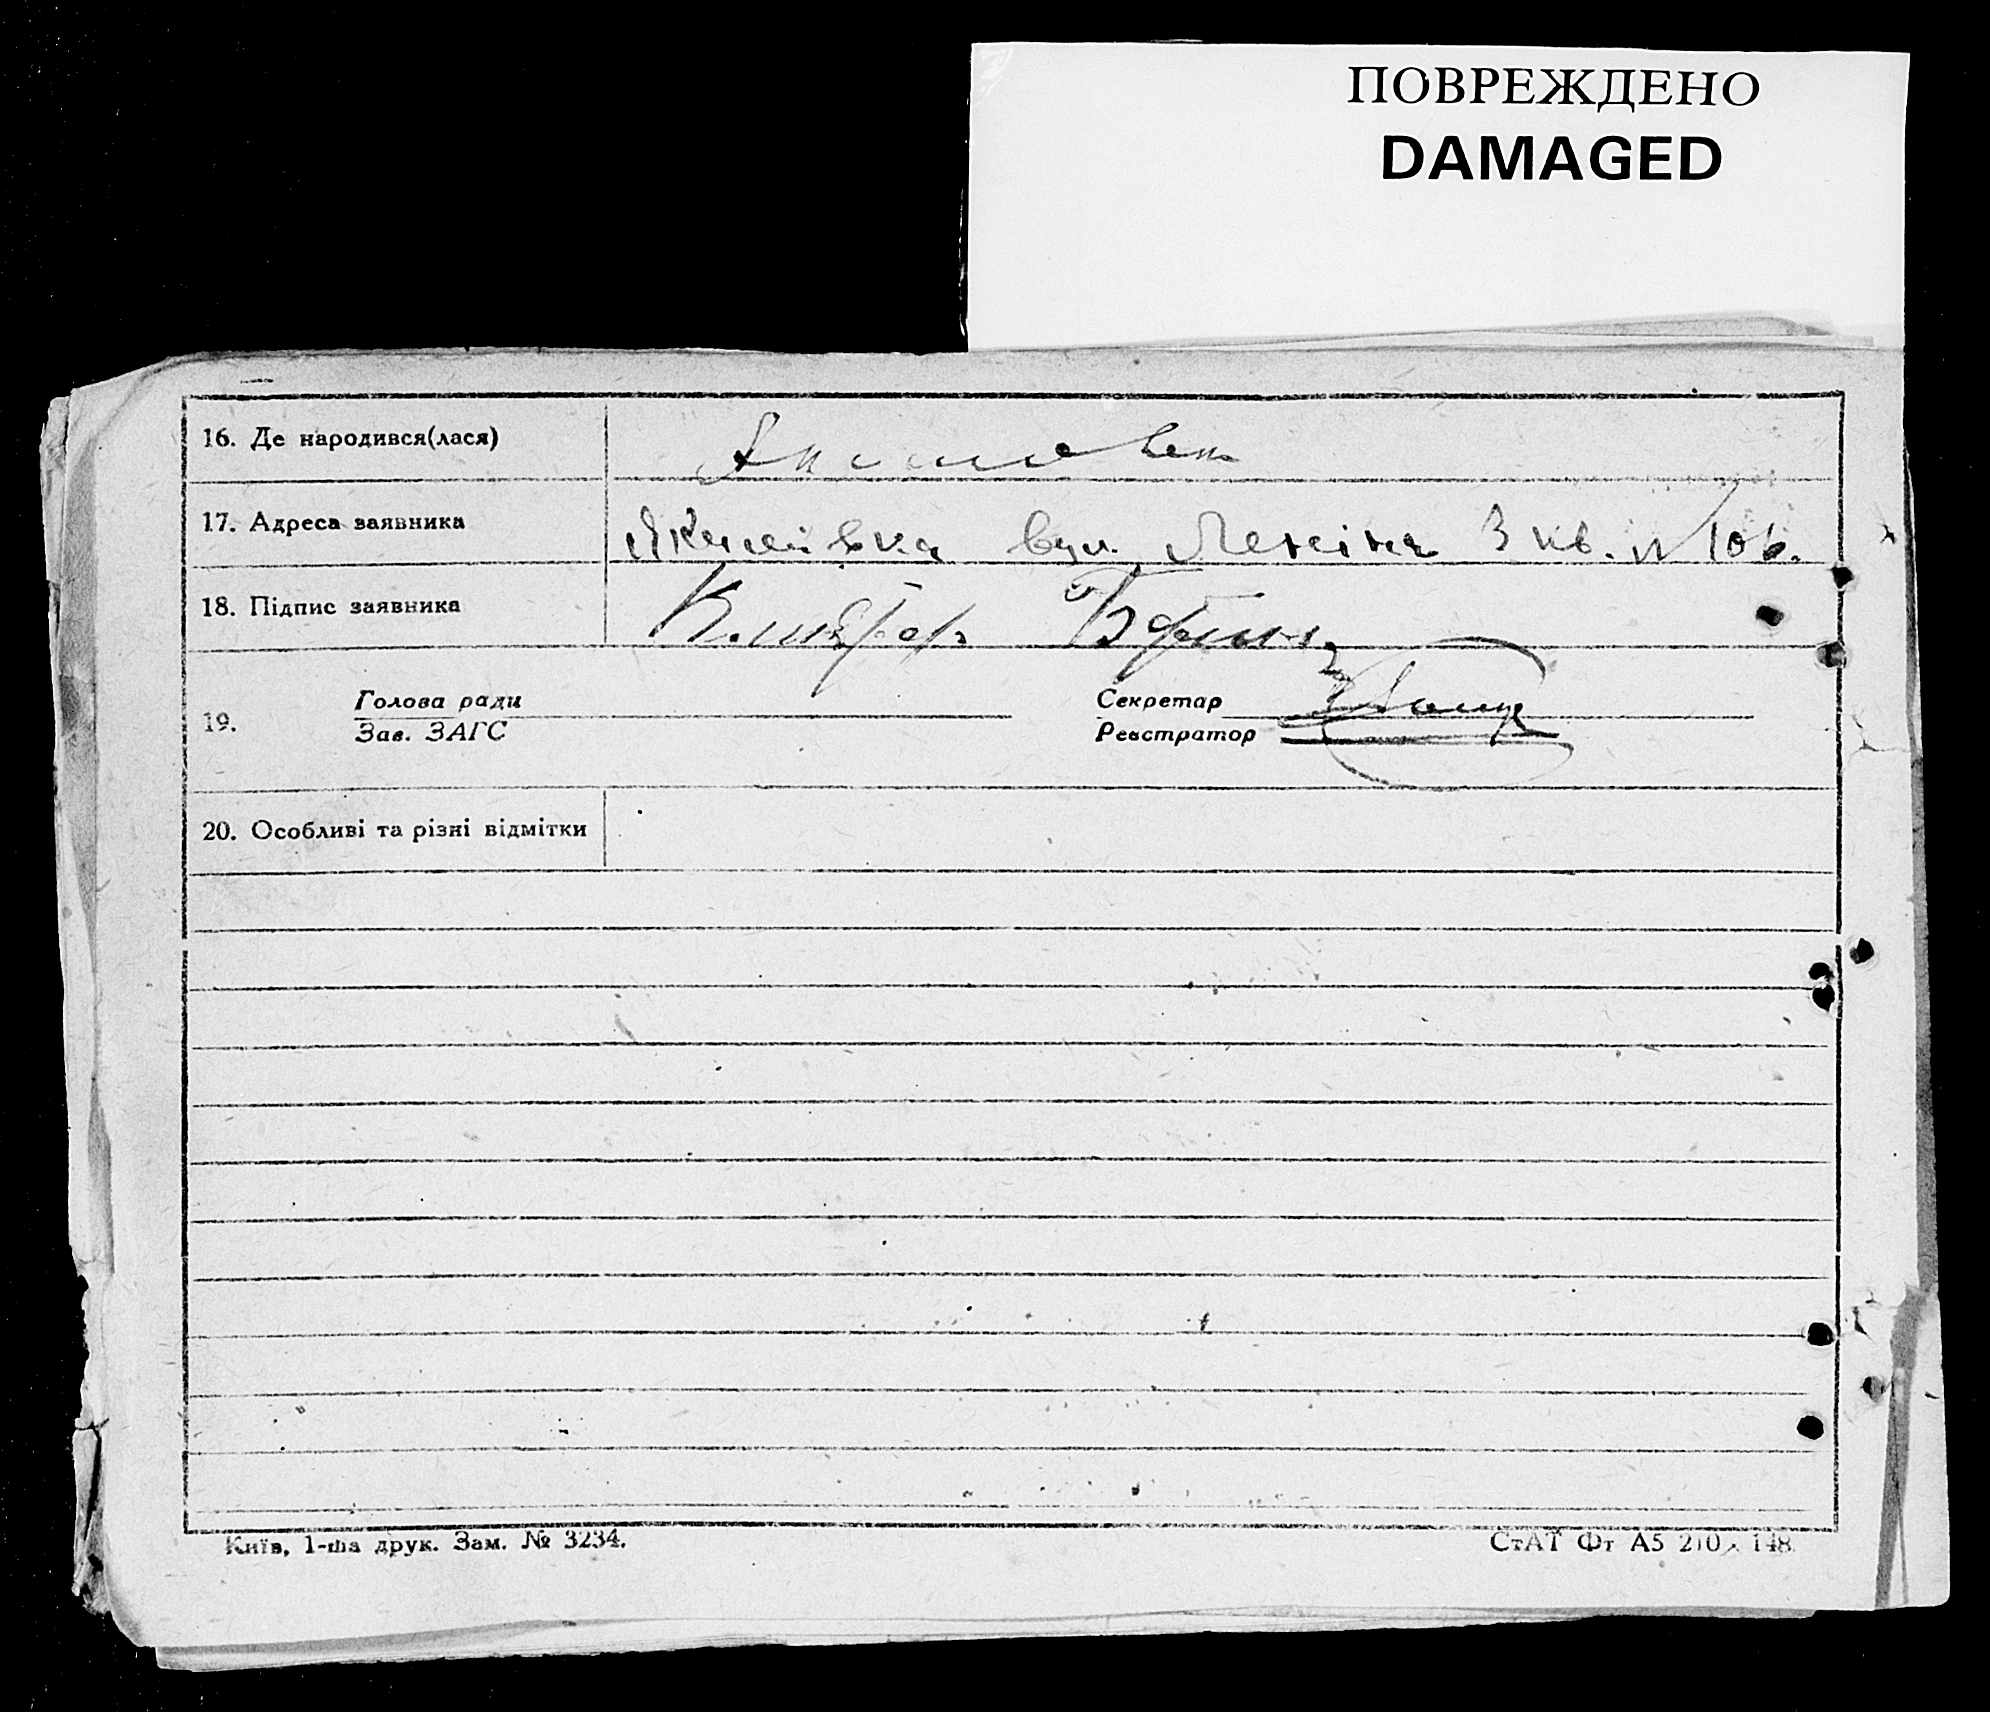 ПОВРЕЖДЕНО
DAMAGED
16. Де народився(лася)
17. Адреса заявника вул. Леніна 3 кв. № 106.
18. Підпис заявника
Голова ради Секретар
19.
Зав. ЗАГС Реєстратор
20. Особливі та різні відмітки
Київ, 1-ша друк. Зам. № 3234.
СтАТ Фт А5 210 × 148.